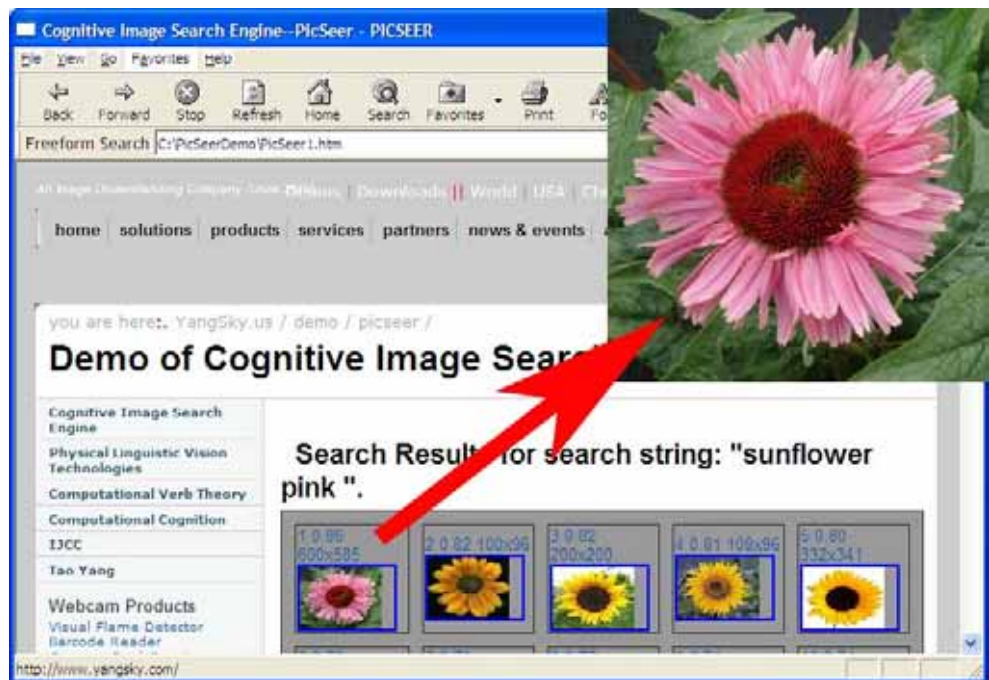 Cognitive Image Search Engine--PicSeer - PICSEER
File View Go Favorites Help
Back Forward Stop Refresh Home Search Favorites Print
Freeform Search C:\PicSeerDemo\PicSeer1.htm
An Image Understanding Company Downloads || World | USA |
home solutions products services partners news & events
you are here:. YangSky.us / demo / picseer /
Demo of Cognitive Image
Cognitive Image Search
Engine
Physical Linguistic Vision
Technologies
Computational Verb Theory
Computational Cognition
IJCC
Tao Yang
Webcam Products
Visual Flame Detector
Barcode Reader
Search Results for search string: "sunflower
pink ".
1 0.86
600x585
2 0.82 100x96
3 0.82
200x200
4 0.81 109x96
5 0.80
332x341
http://www.yangsky.com/